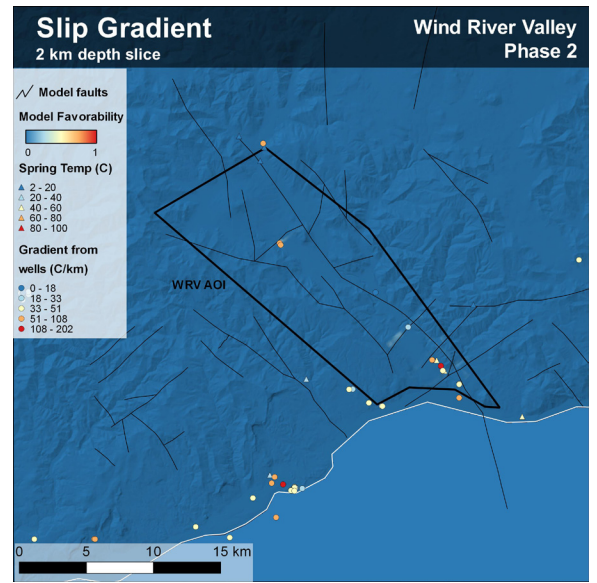 Slip Gradient
2 km depth slice
Wind River Valley
Phase 2
Model faults
Model Favorability
0 1
Spring Temp (C)
2 - 20
20 - 40
40 - 60
60 - 80
80 - 100
Gradient from
wells (C/km)
0 - 18
18 - 33
33 - 51
51 - 108
108 - 202
WRV AOI
0 5 10 15 km